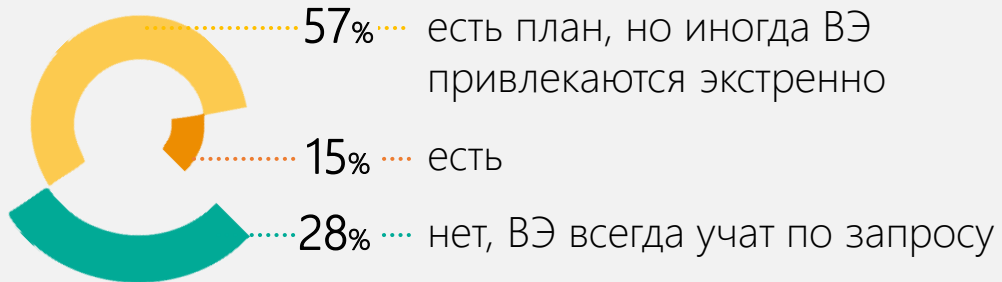 57% есть план, но иногда ВЭ
привлекаются экстренно
15% есть
28% нет, ВЭ всегда учат по запросу